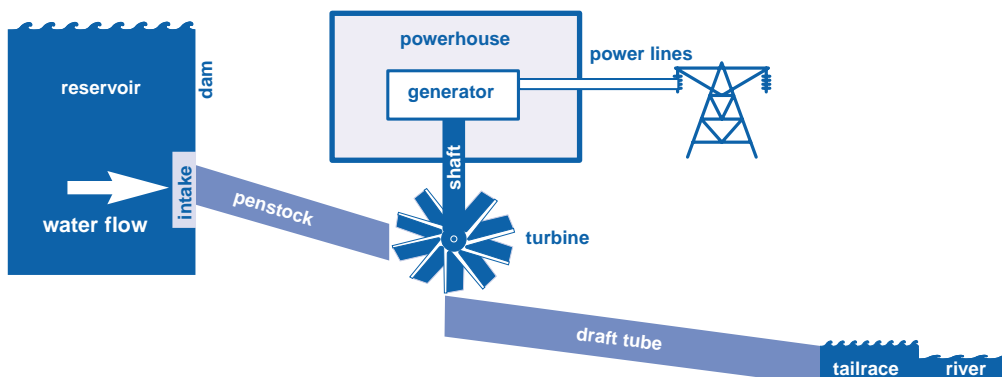 powerhouse
power lines
reservoir
dam
generator
shaft
intake
penstock
water flow
turbine
draft tube
tailrace
river